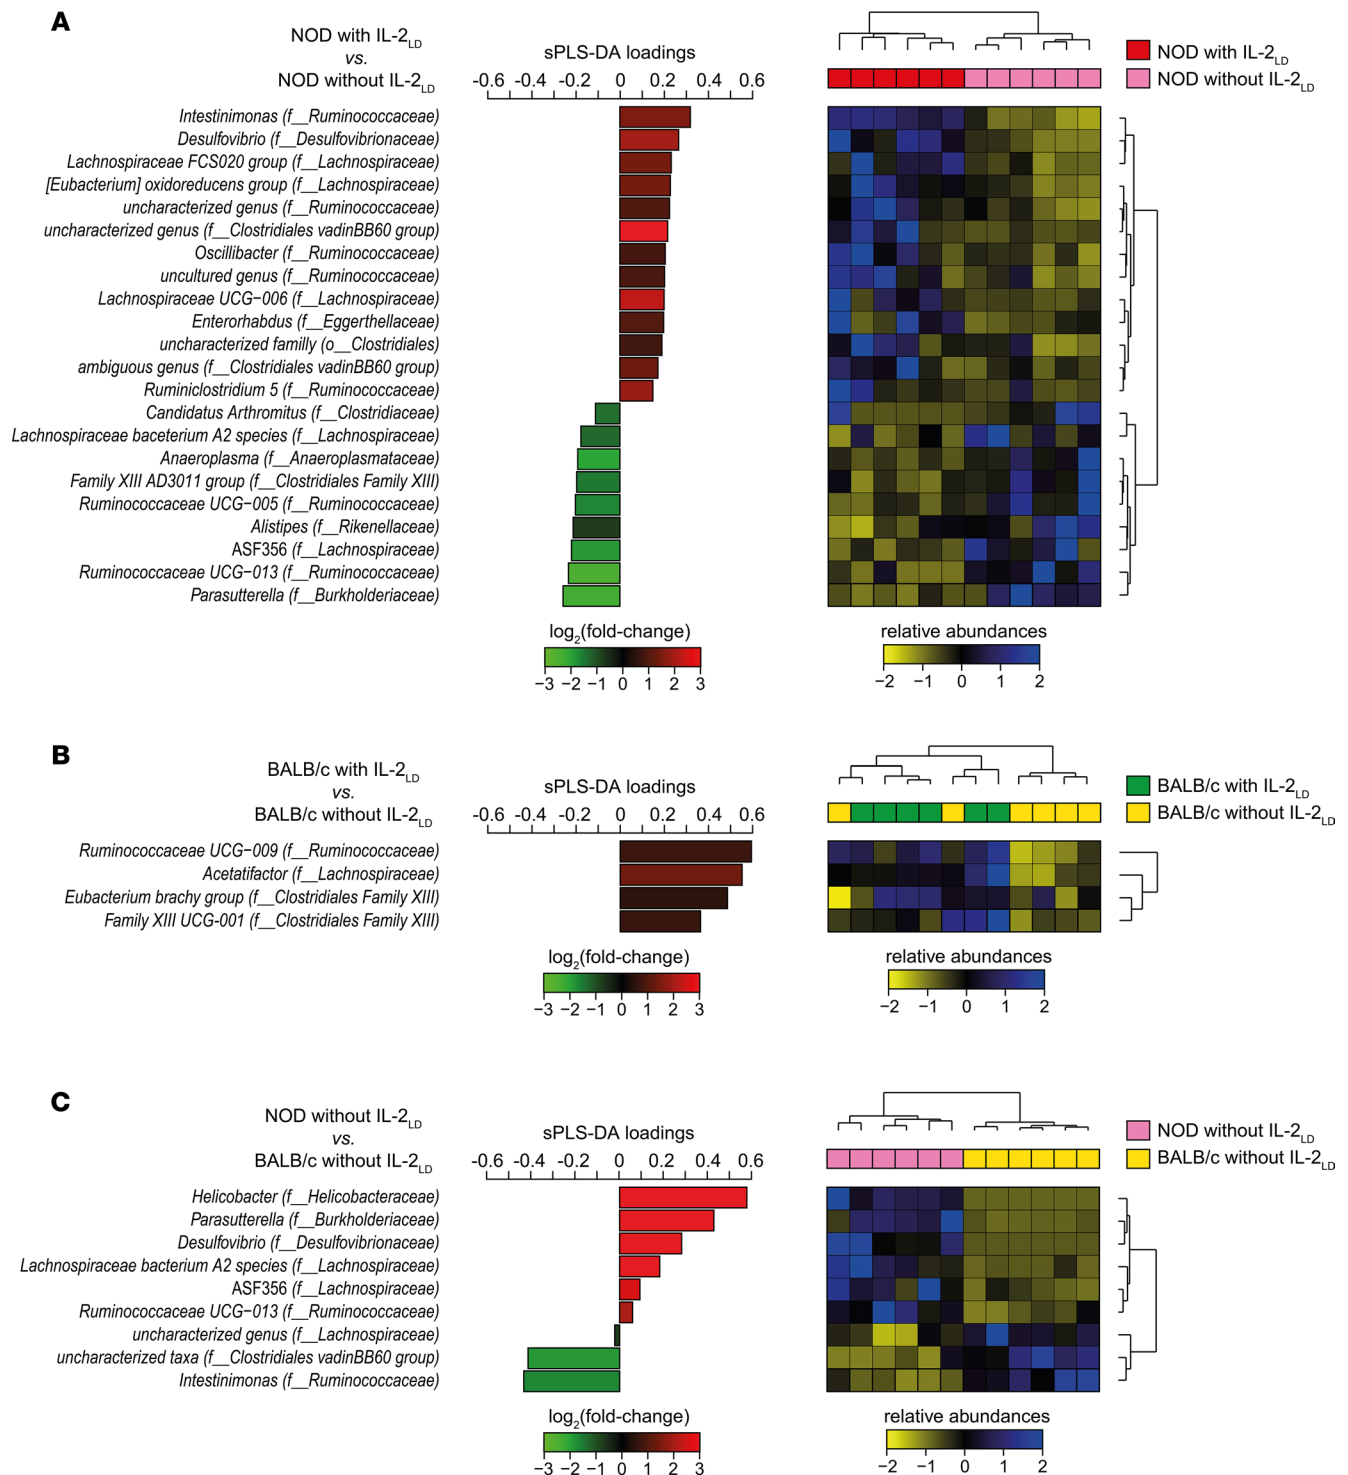 A
NOD with IL-2LD
vs.
NOD without IL-2LD
sPLS-DA loadings
-0.6 -0.4 -0.2 0 0.2 0.4 0.6
NOD with IL-2LD
NOD without IL-2LD
Intestinimonas (f__Ruminococcaceae)
Desulfovibrio (f__Desulfovibrionaceae)
Lachnospiraceae FCS020 group (f__Lachnospiraceae)
[Eubacterium] oxidoreducens group (f__Lachnospiraceae)
uncharacterized genus (f__Ruminococcaceae)
uncharacterized genus (f__Clostridiales vadinBB60 group)
Oscillibacter (f__Ruminococcaceae)
uncultured genus (f__Ruminococcaceae)
Lachnospiraceae UCG−006 (f__Lachnospiraceae)
Enterorhabdus (f__Eggerthellaceae)
uncharacterized familly (o__Clostridiales)
ambiguous genus (f__Clostridiales vadinBB60 group)
Ruminiclostridium 5 (f__Ruminococcaceae)
Candidatus Arthromitus (f__Clostridiaceae)
Lachnospiraceae baceterium A2 species (f__Lachnospiraceae)
Anaeroplasma (f__Anaeroplasmataceae)
Family XIII AD3011 group (f__Clostridiales Family XIII)
Ruminococcaceae UCG−005 (f__Ruminococcaceae)
Alistipes (f__Rikenellaceae)
ASF356 (f__Lachnospiraceae)
Ruminococcaceae UCG−013 (f__Ruminococcaceae)
Parasutterella (f__Burkholderiaceae)
log2(fold-change)
−3 −2 −1 0 1 2 3
relative abundances
−2 −1 0 1 2
B
BALB/c with IL-2LD
vs.
BALB/c without IL-2LD
sPLS-DA loadings
-0.6 -0.4 -0.2 0 0.2 0.4 0.6
BALB/c with IL-2LD
BALB/c without IL-2LD
Ruminococcaceae UCG−009 (f__Ruminococcaceae)
Acetatifactor (f__Lachnospiraceae)
Eubacterium brachy group (f__Clostridiales Family XIII)
Family XIII UCG-001 (f__Clostridiales Family XIII)
log2(fold-change)
−3 −2 −1 0 1 2 3
relative abundances
−2 −1 0 1 2
C
NOD without IL-2LD
vs.
BALB/c without IL-2LD
sPLS-DA loadings
-0.6 -0.4 -0.2 0 0.2 0.4 0.6
NOD without IL-2LD
BALB/c without IL-2LD
Helicobacter (f__Helicobacteraceae)
Parasutterella (f__Burkholderiaceae)
Desulfovibrio (f__Desulfovibrionaceae)
Lachnospiraceae bacterium A2 species (f__Lachnospiraceae)
ASF356 (f__Lachnospiraceae)
Ruminococcaceae UCG−013 (f__Ruminococcaceae)
uncharacterized genus (f__Lachnospiraceae)
uncharacterized taxa (f__Clostridiales vadinBB60 group)
Intestinimonas (f__Ruminococcaceae)
log2(fold-change)
−3 −2 −1 0 1 2 3
relative abundances
−2 −1 0 1 2